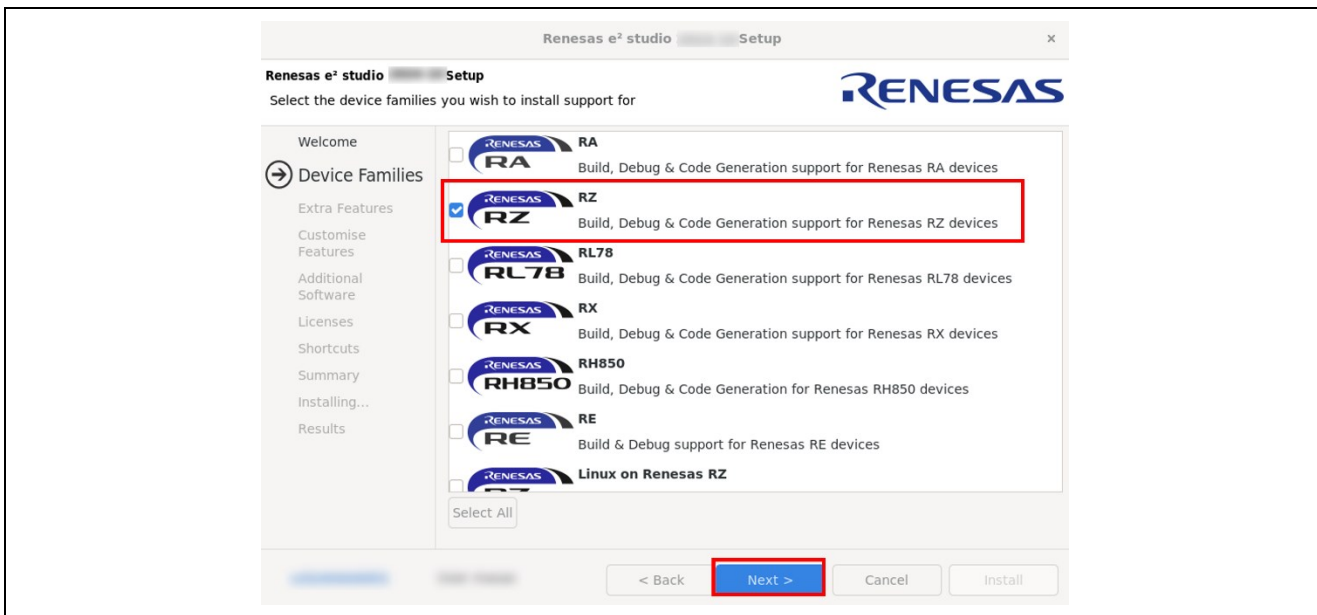 Renesas e² studio Setup
×
Renesas e² studio Setup
Select the device families you wish to install support for
RENESAS
Welcome
Device Families
Extra Features
Customise
Features
Additional
Software
Licenses
Shortcuts
Summary
Installing...
Results
RENESAS
RA
RA
Build, Debug & Code Generation support for Renesas RA devices
RENESAS
RZ
RZ
Build, Debug & Code Generation support for Renesas RZ devices
RENESAS
RL78
RL78
Build, Debug & Code Generation support for Renesas RL78 devices
RENESAS
RX
RX
Build, Debug & Code Generation support for Renesas RX devices
RENESAS
RH850
RH850
Build, Debug & Code Generation for Renesas RH850 devices
RENESAS
RE
RE
Build & Debug support for Renesas RE devices
RENESAS
Linux on Renesas RZ
Select All
< Back
Next >
Cancel
Install